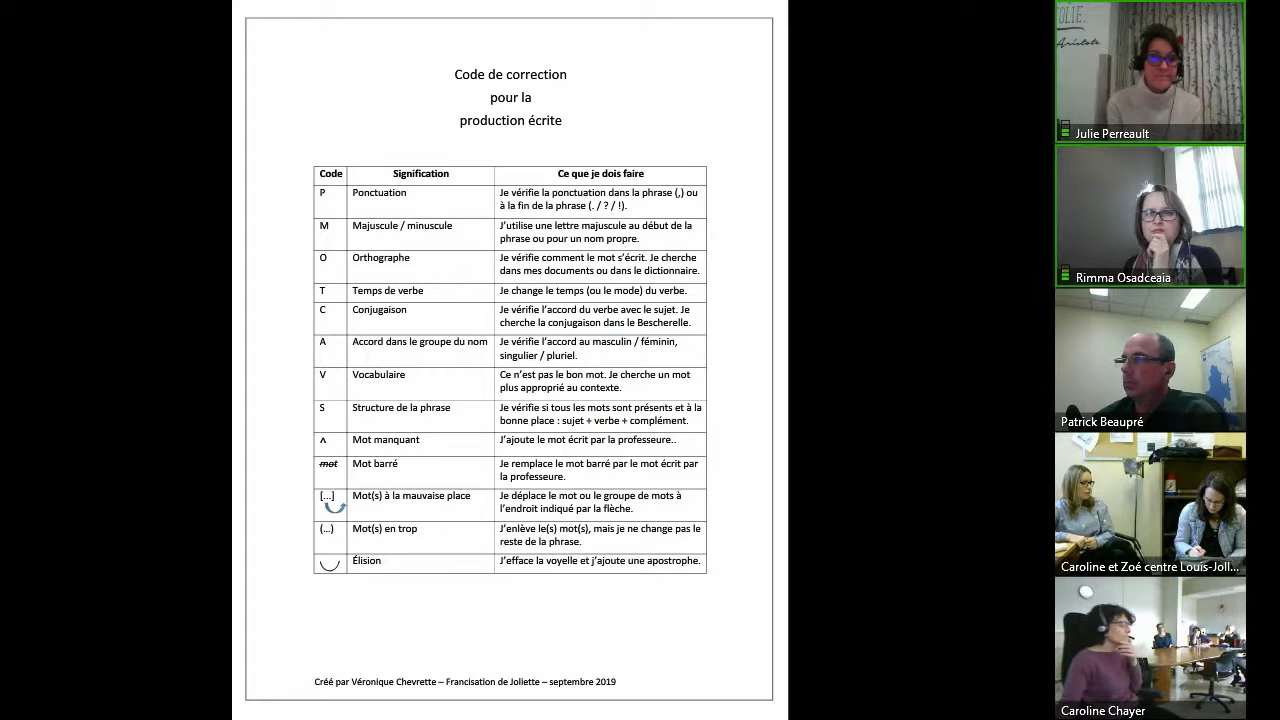 Code de correction
pour la
production écrite
Code Signification Ce que je dois faire
P Ponctuation Je vérifie la ponctuation dans la phrase (,) ou
à la fin de la phrase (. / ? / !).
M Majuscule / minuscule J'utilise une lettre majuscule au début de la
phrase ou pour un nom propre.
O Orthographe Je vérifie comment le mot s'écrit. Je cherche
dans mes documents ou dans le dictionnaire.
T Temps de verbe Je change le temps (ou le mode) du verbe.
C Conjugaison Je vérifie l'accord du verbe avec le sujet. Je
cherche la conjugaison dans le Bescherelle.
A Accord dans le groupe du nom Je vérifie l'accord au masculin / féminin,
singulier / pluriel.
V Vocabulaire Ce n'est pas le bon mot. Je cherche un mot
plus approprié au contexte.
S Structure de la phrase Je vérifie si tous les mots sont présents et à la
bonne place : sujet + verbe + complément.
^ Mot manquant J'ajoute le mot écrit par la professeure..
mot Mot barré Je remplace le mot barré par le mot écrit par
la professeure.
[...] Mot(s) à la mauvaise place Je déplace le mot ou le groupe de mots à
l'endroit indiqué par la flèche.
(...) Mot(s) en trop J'enlève le(s) mot(s), mais je ne change pas le
reste de la phrase.
Élision J'efface la voyelle et j'ajoute une apostrophe.
Créé par Véronique Chevrette – Francisation de Joliette – septembre 2019
OLIE.
Aristote
Julie Perreault
Rimma Osadceaia
Patrick Beaupré
Caroline et Zoé centre Louis-Joll...
Caroline Chayer